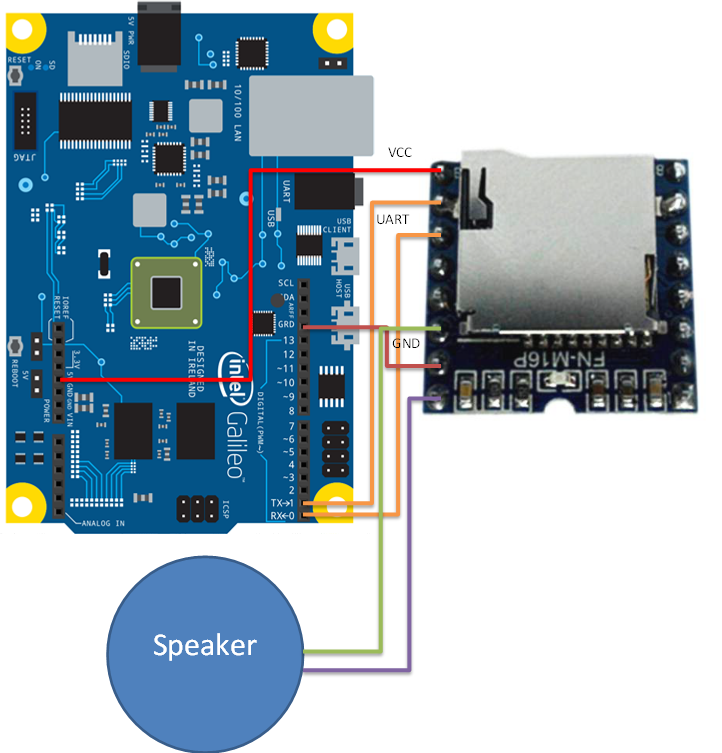 5V PWR
SDIO
RESET
ON
SD
JTAG
10/100 LAN
UART
USB
USB
CLIENT
USB
HOST
SCL
SDA
AREF
GRD
13
12
~11
~10
~9
8
7
~6
~5
4
~3
2
TX→1
RX←0
DIGITAL(PWM~)
IOREF
RESET
3.3V
5V
GND
GND
VIN
POWER
REBOOT
5V
ANALOG IN
ICSP
DESIGNED
IN IRELAND
intel
Galileo™
VCC
UART
GND
FN-M16P
Speaker